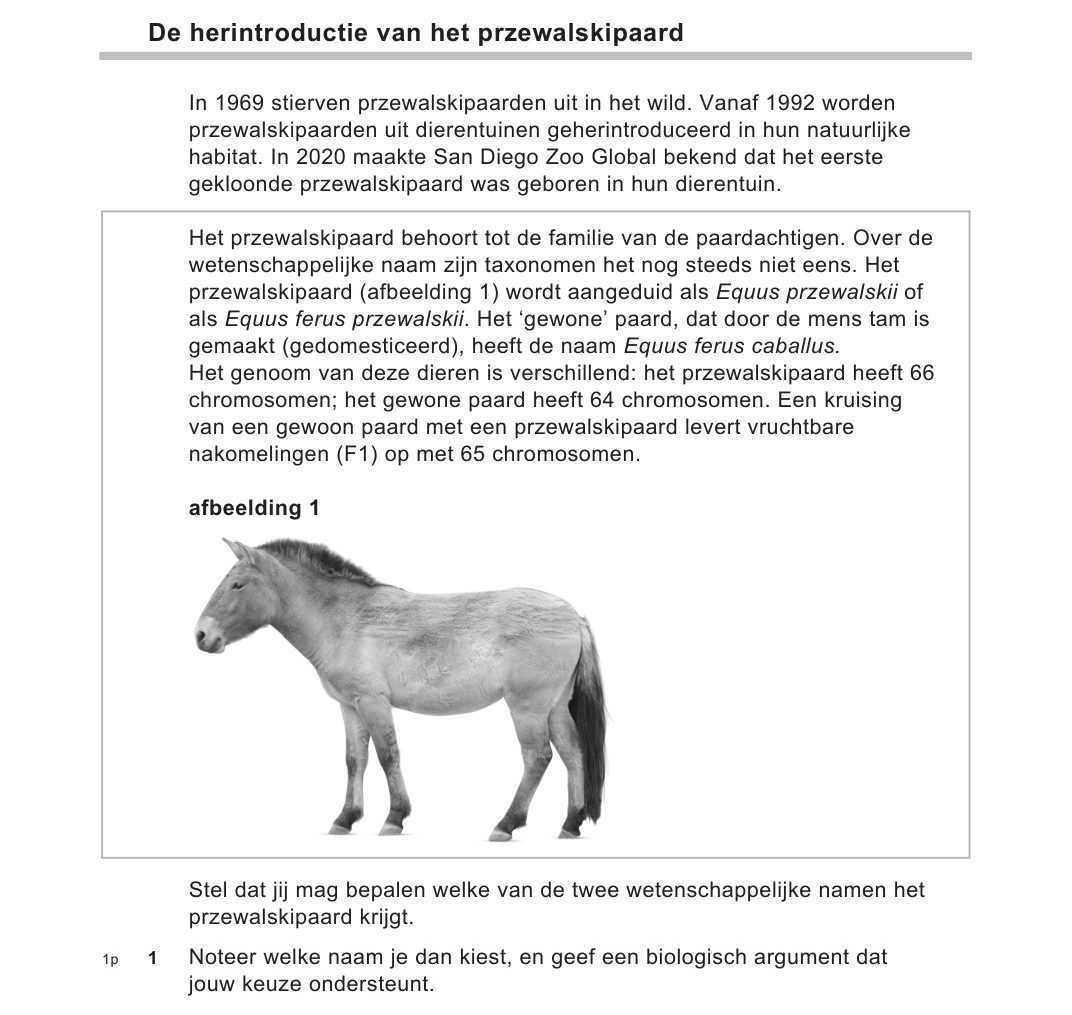 De herintroductie van het przewalskipaard
In 1969 stierven przewalskipaarden uit in het wild. Vanaf 1992 worden
przewalskipaarden uit dierentuinen geherintroduceerd in hun natuurlijke
habitat. In 2020 maakte San Diego Zoo Global bekend dat het eerste
gekloonde przewalskipaard was geboren in hun dierentuin.
Het przewalskipaard behoort tot de familie van de paardachtigen. Over de
wetenschappelijke naam zijn taxonomen het nog steeds niet eens. Het
przewalskipaard (afbeelding 1) wordt aangeduid als Equus przewalskii of
als Equus ferus przewalskii. Het ‘gewone’ paard, dat door de mens tam is
gemaakt (gedomesticeerd), heeft de naam Equus ferus caballus.
Het genoom van deze dieren is verschillend: het przewalskipaard heeft 66
chromosomen; het gewone paard heeft 64 chromosomen. Een kruising
van een gewoon paard met een przewalskipaard levert vruchtbare
nakomelingen (F1) op met 65 chromosomen.
afbeelding 1
Stel dat jij mag bepalen welke van de twee wetenschappelijke namen het
przewalskipaard krijgt.
1p 1 Noteer welke naam je dan kiest, en geef een biologisch argument dat
jouw keuze ondersteunt.